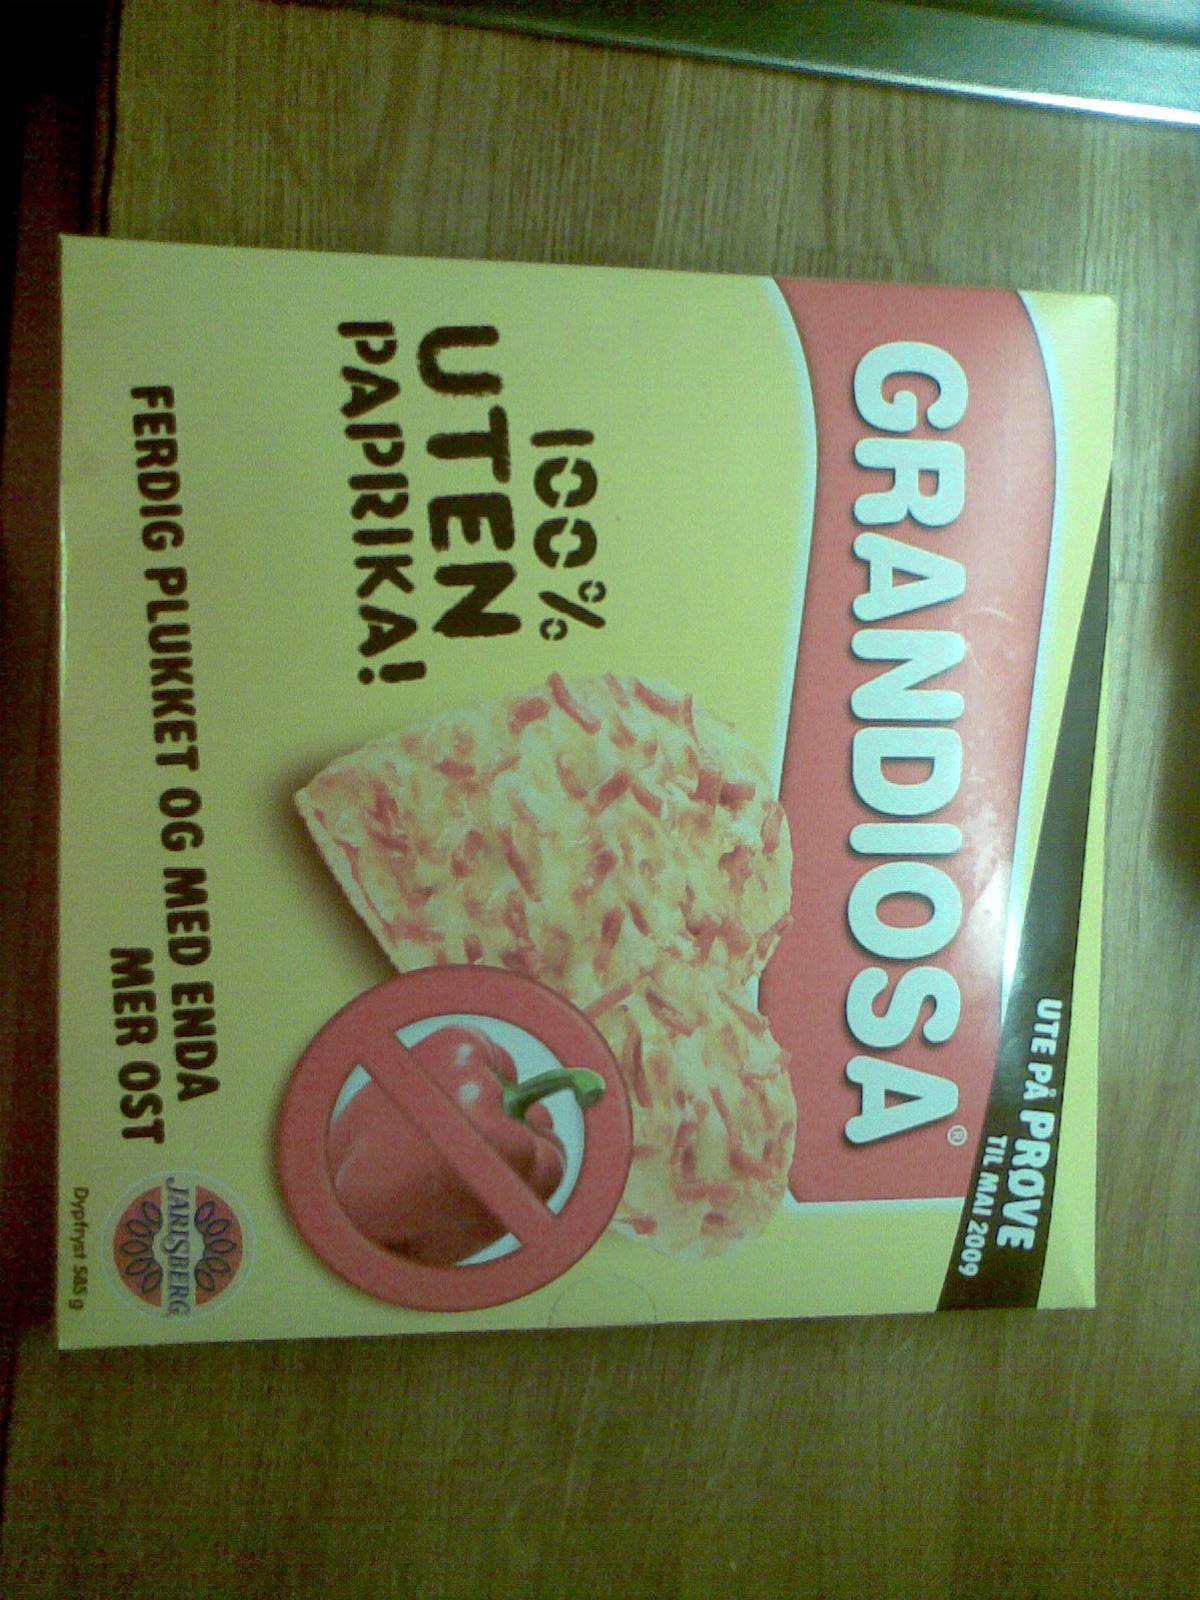 UTE PÅ PRØVE
TIL MAI 2009
GRANDIOSA®
100%
UTEN
PAPRIKA!
FERDIG PLUKKET OG MED ENDA
MER OST
JARLSBERG
Dypfryst 585 g